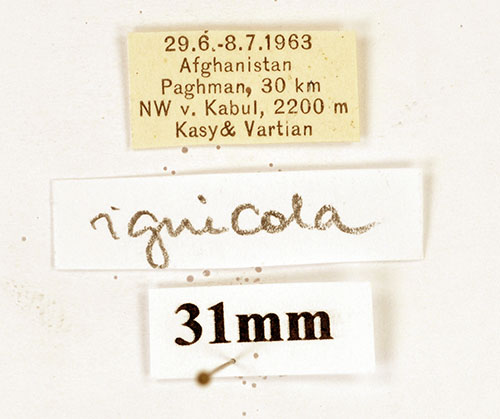 29.6.-8.7.1963
Afghanistan
Paghman, 30 km
NW v. Kabul, 2200 m
Kasy & Vartian
ignicola
31mm